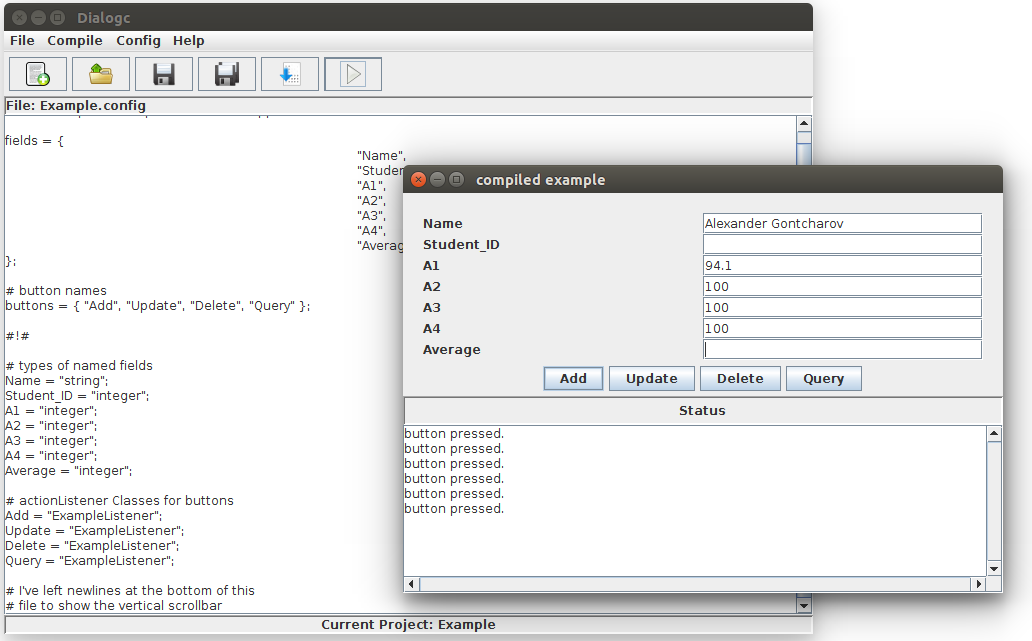 Dialogc
File Compile Config Help
File: Example.config
fields = {
"Name",
"Studen
"A1",
"A2",
"A3",
"A4",
"Averag
};
# button names
buttons = { "Add", "Update", "Delete", "Query" };
#!#
# types of named fields
Name = "string";
Student_ID = "integer";
A1 = "integer";
A2 = "integer";
A3 = "integer";
A4 = "integer";
Average = "integer";
# actionListener Classes for buttons
Add = "ExampleListener";
Update = "ExampleListener";
Delete = "ExampleListener";
Query = "ExampleListener";
# I've left newlines at the bottom of this
# file to show the vertical scrollbar
Current Project: Example
compiled example
Name Alexander Gontcharov
Student_ID
A1 94.1
A2 100
A3 100
A4 100
Average
Add Update Delete Query
Status
button pressed.
button pressed.
button pressed.
button pressed.
button pressed.
button pressed.